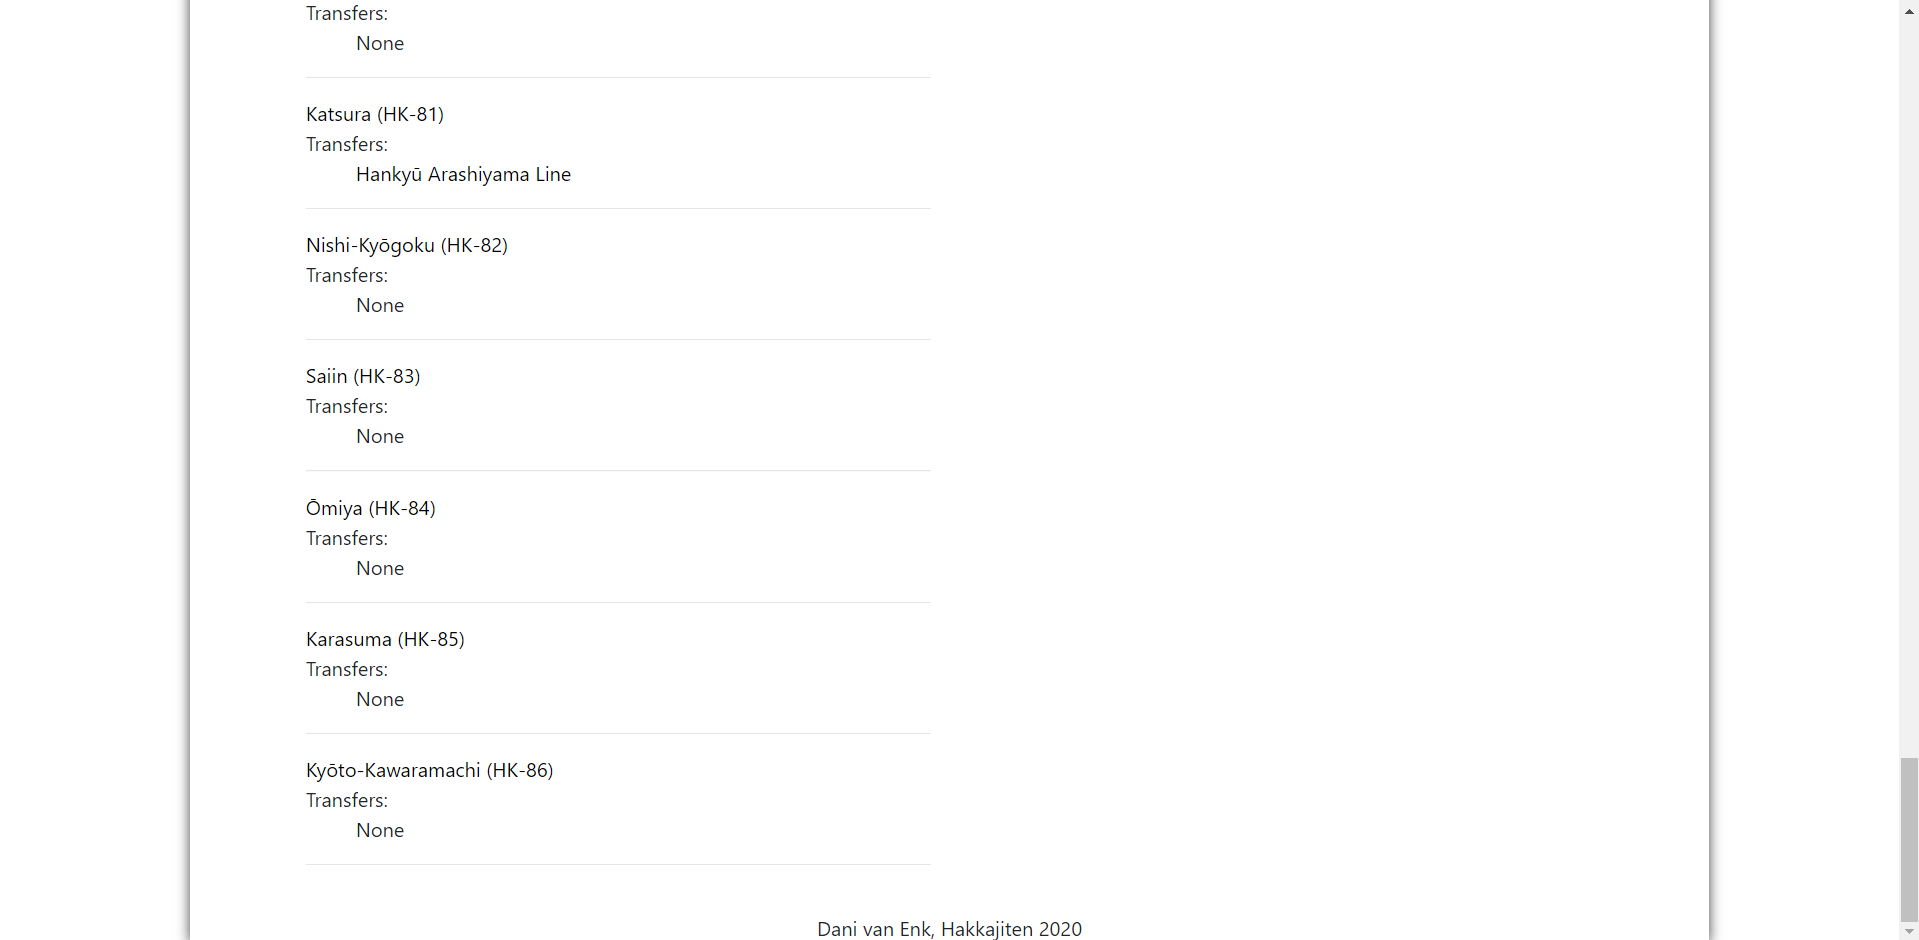 Transfers:
None
Katsura (HK-81)
Transfers:
Hankyū Arashiyama Line
Nishi-Kyōgoku (HK-82)
Transfers:
None
Saiin (HK-83)
Transfers:
None
Ōmiya (HK-84)
Transfers:
None
Karasuma (HK-85)
Transfers:
None
Kyōto-Kawaramachi (HK-86)
Transfers:
None
Dani van Enk, Hakkajiten 2020